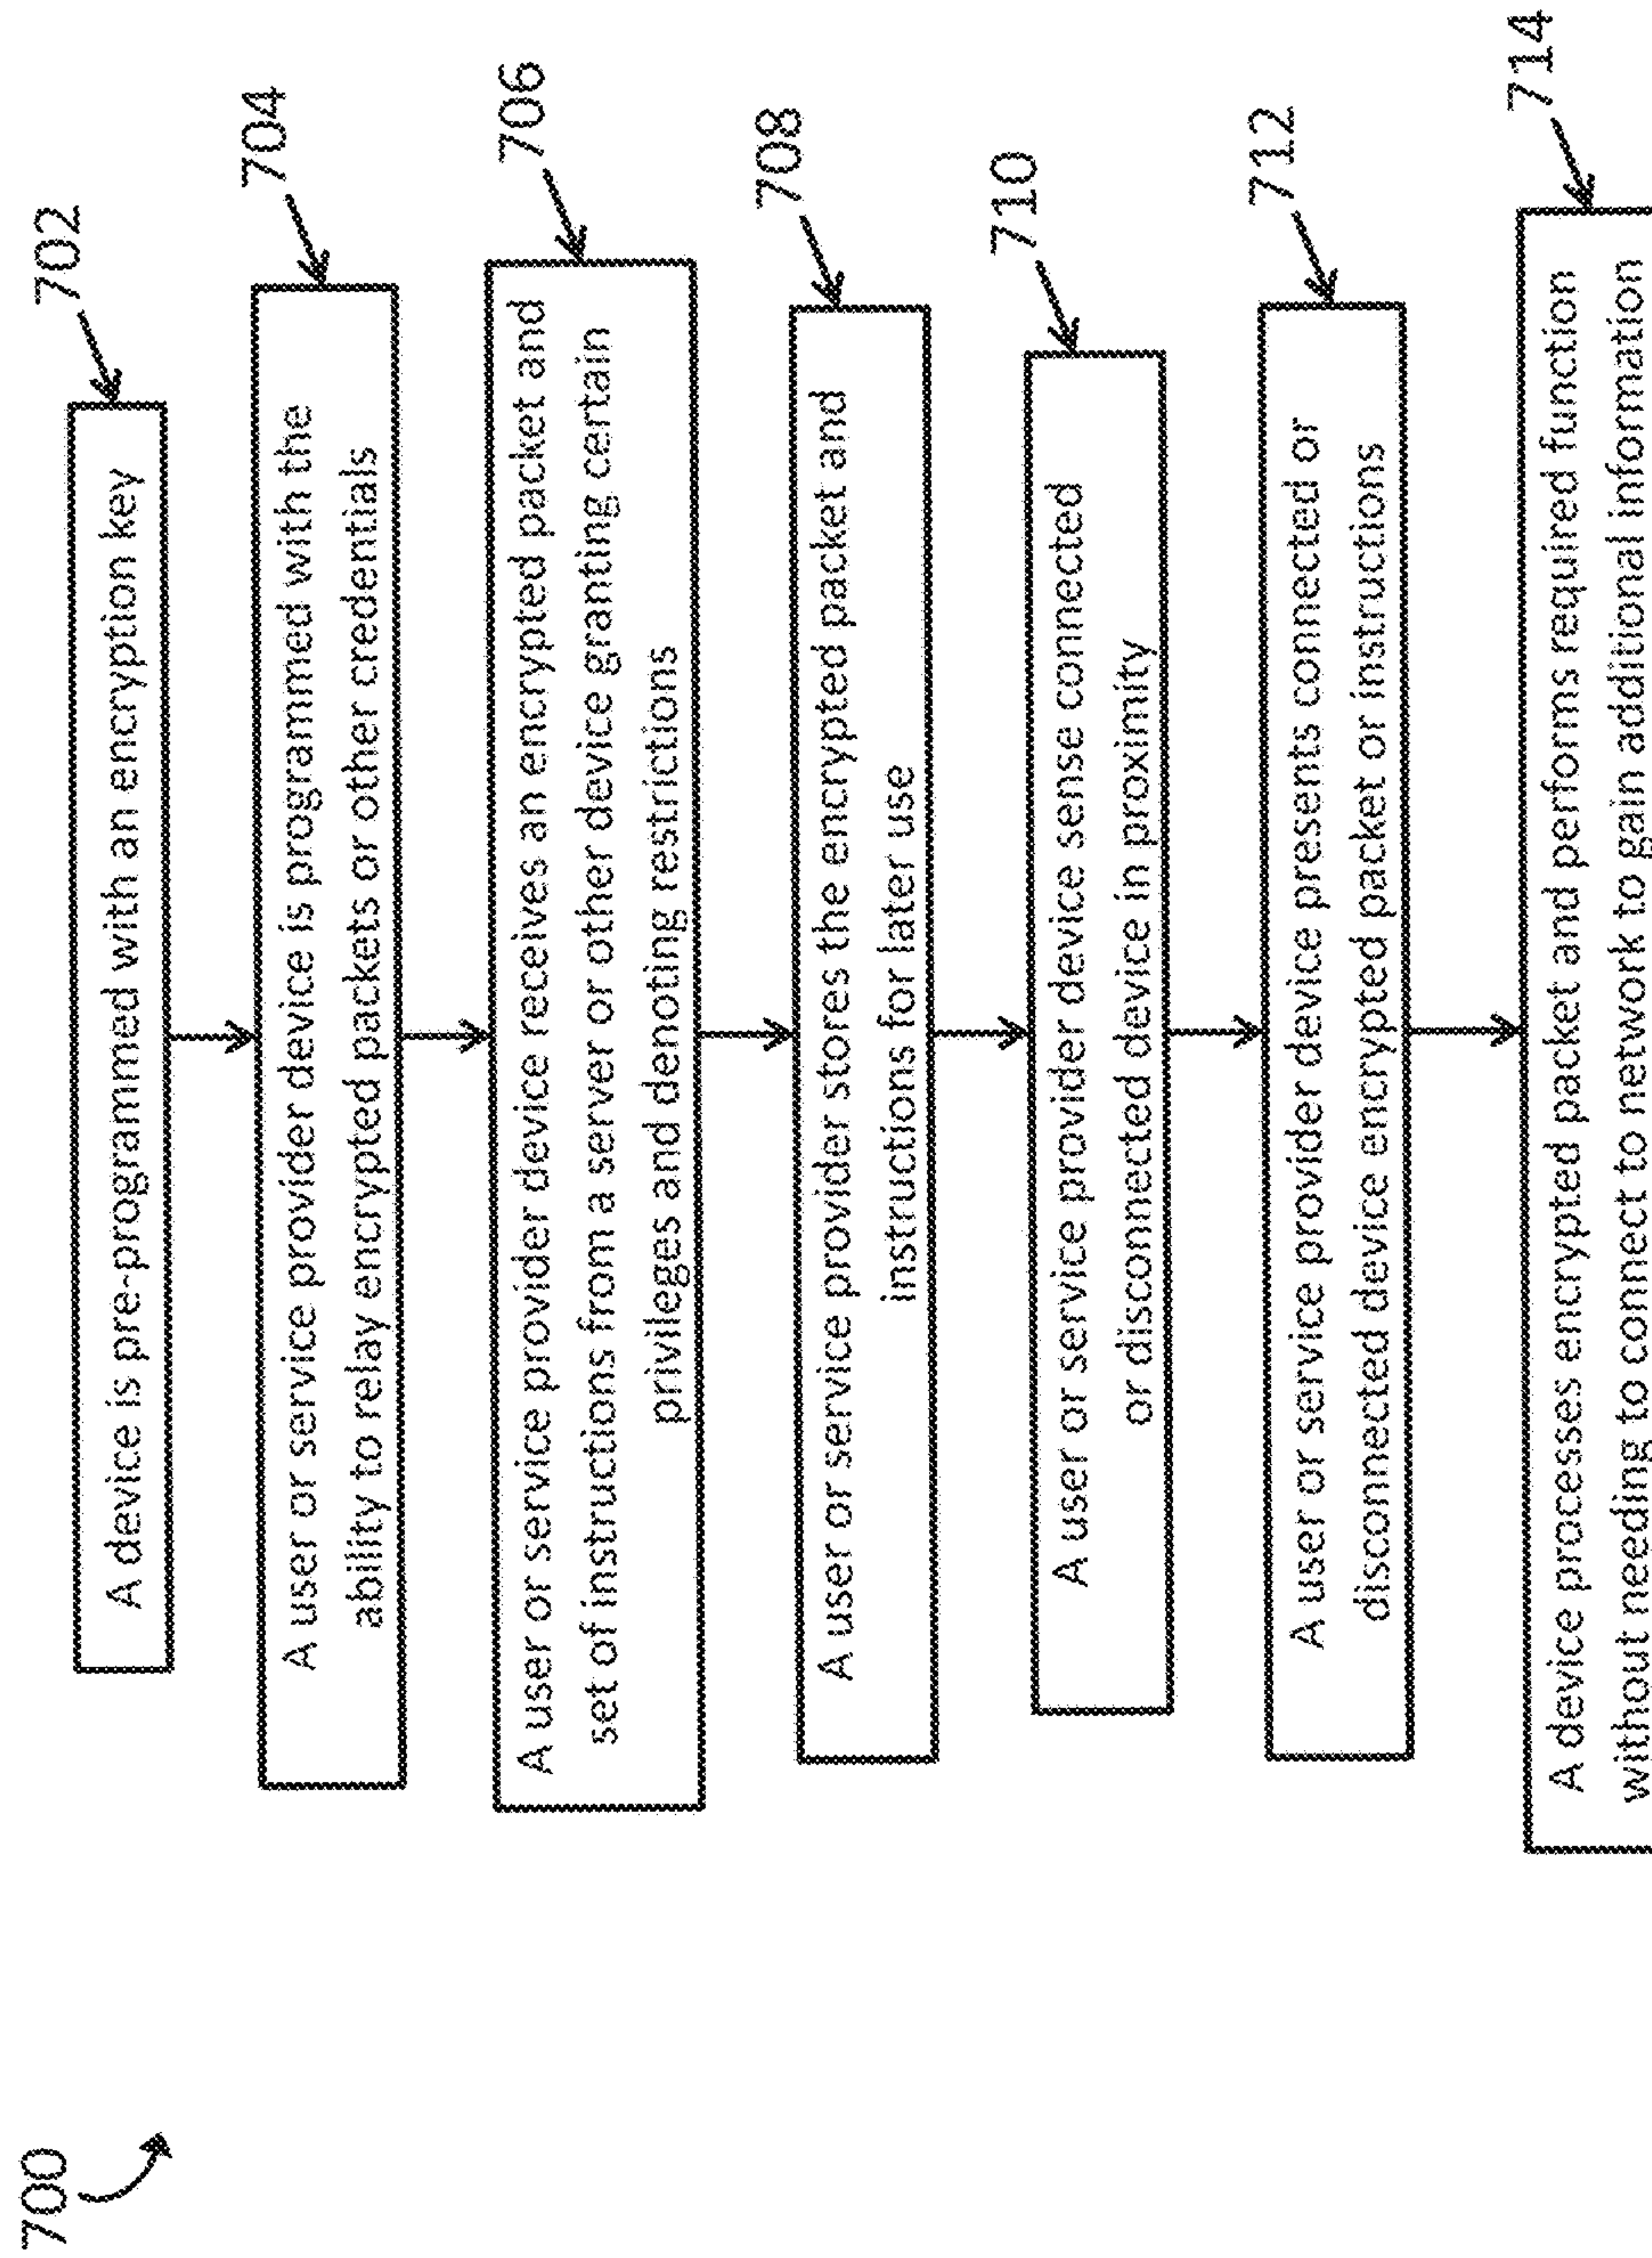 700
702
A device is pre-programmed with an encryption key
704
A user or service provider device is programmed with the
ability to relay encrypted packets or other credentials
706
A user or service provider device receives an encrypted packet and
set of instructions from a server or other device granting certain
privileges and denoting restrictions
708
A user or service provider stores the encrypted packet and
instructions for later use
710
A user or service provider device sense connected
or disconnected device in proximity
712
A user or service provider device presents connected or
disconnected device encrypted packet or instructions
714
A device processes encrypted packet and performs required function
without needing to connect to network to gain additional information